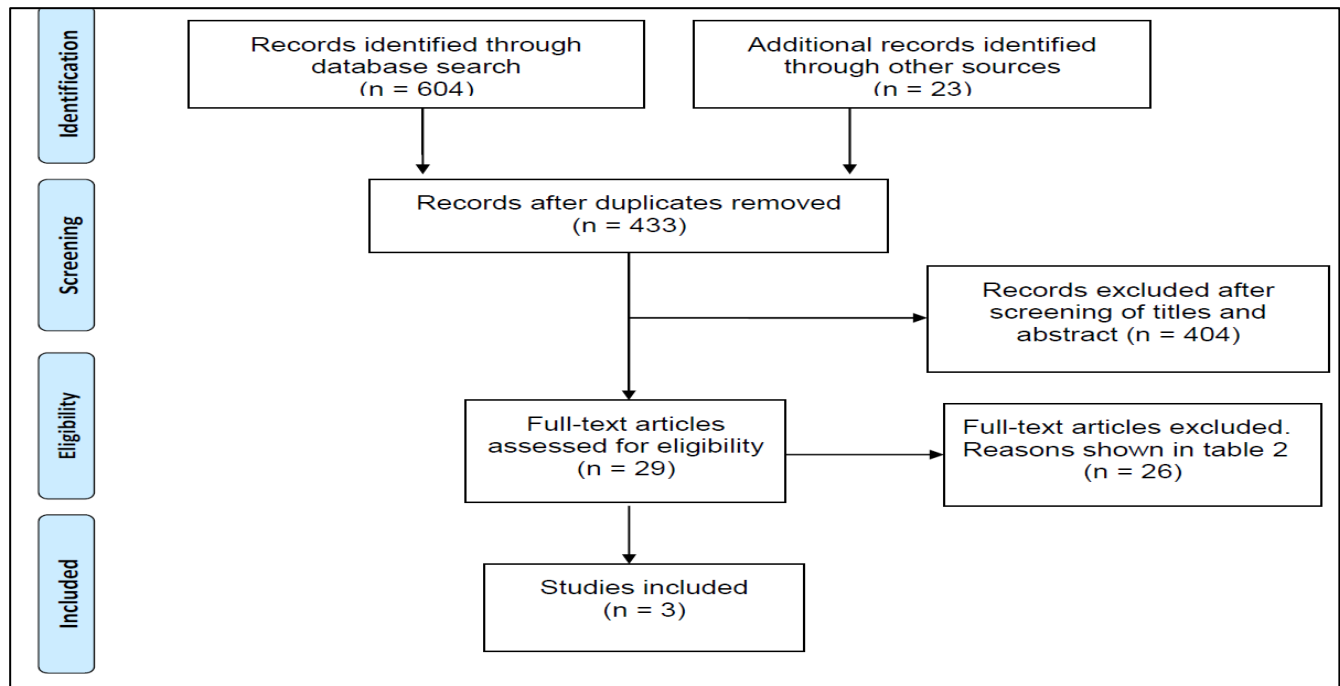 Identification
Records identified through
database search
(n = 604)
Additional records identified
through other sources
(n = 23)
Screening
Records after duplicates removed
(n = 433)
Records excluded after
screening of titles and
abstract (n = 404)
Eligibility
Full-text articles
assessed for eligibility
(n = 29)
Full-text articles excluded.
Reasons shown in table 2
(n = 26)
Included
Studies included
(n = 3)